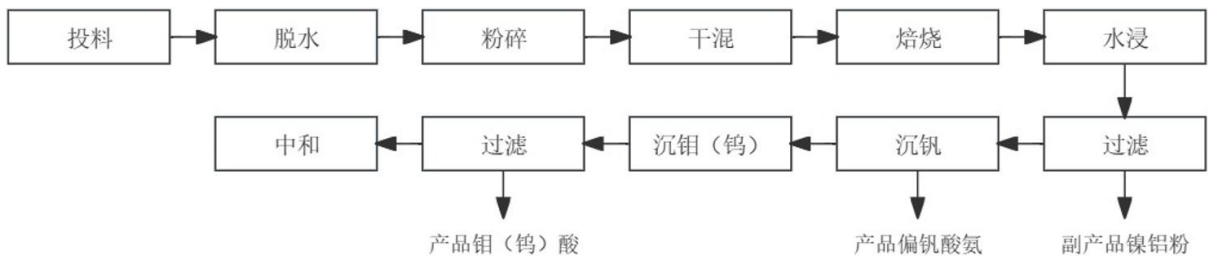 投料
脱水
粉碎
干混
焙烧
水浸
过滤
沉钒
沉钼（钨）
过滤
中和
产品钼（钨）酸
产品偏钒酸氨
副产品镍铝粉